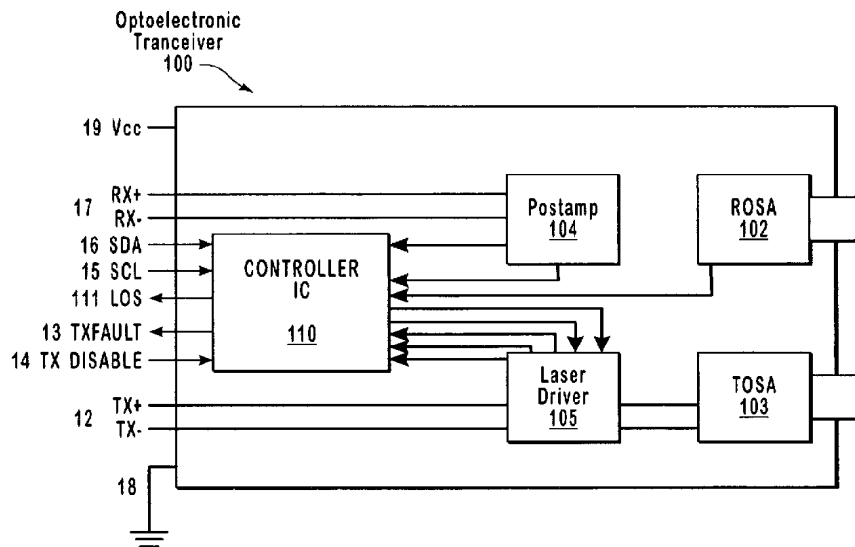 Optoelectronic
Tranceiver
100
19 Vcc
17 RX+
RX-
16 SDA
15 SCL
111 LOS
13 TXFAULT
14 TX DISABLE
12 TX+
TX-
18
CONTROLLER
IC
110
Postamp
104
ROSA
102
Laser
Driver
105
TOSA
103